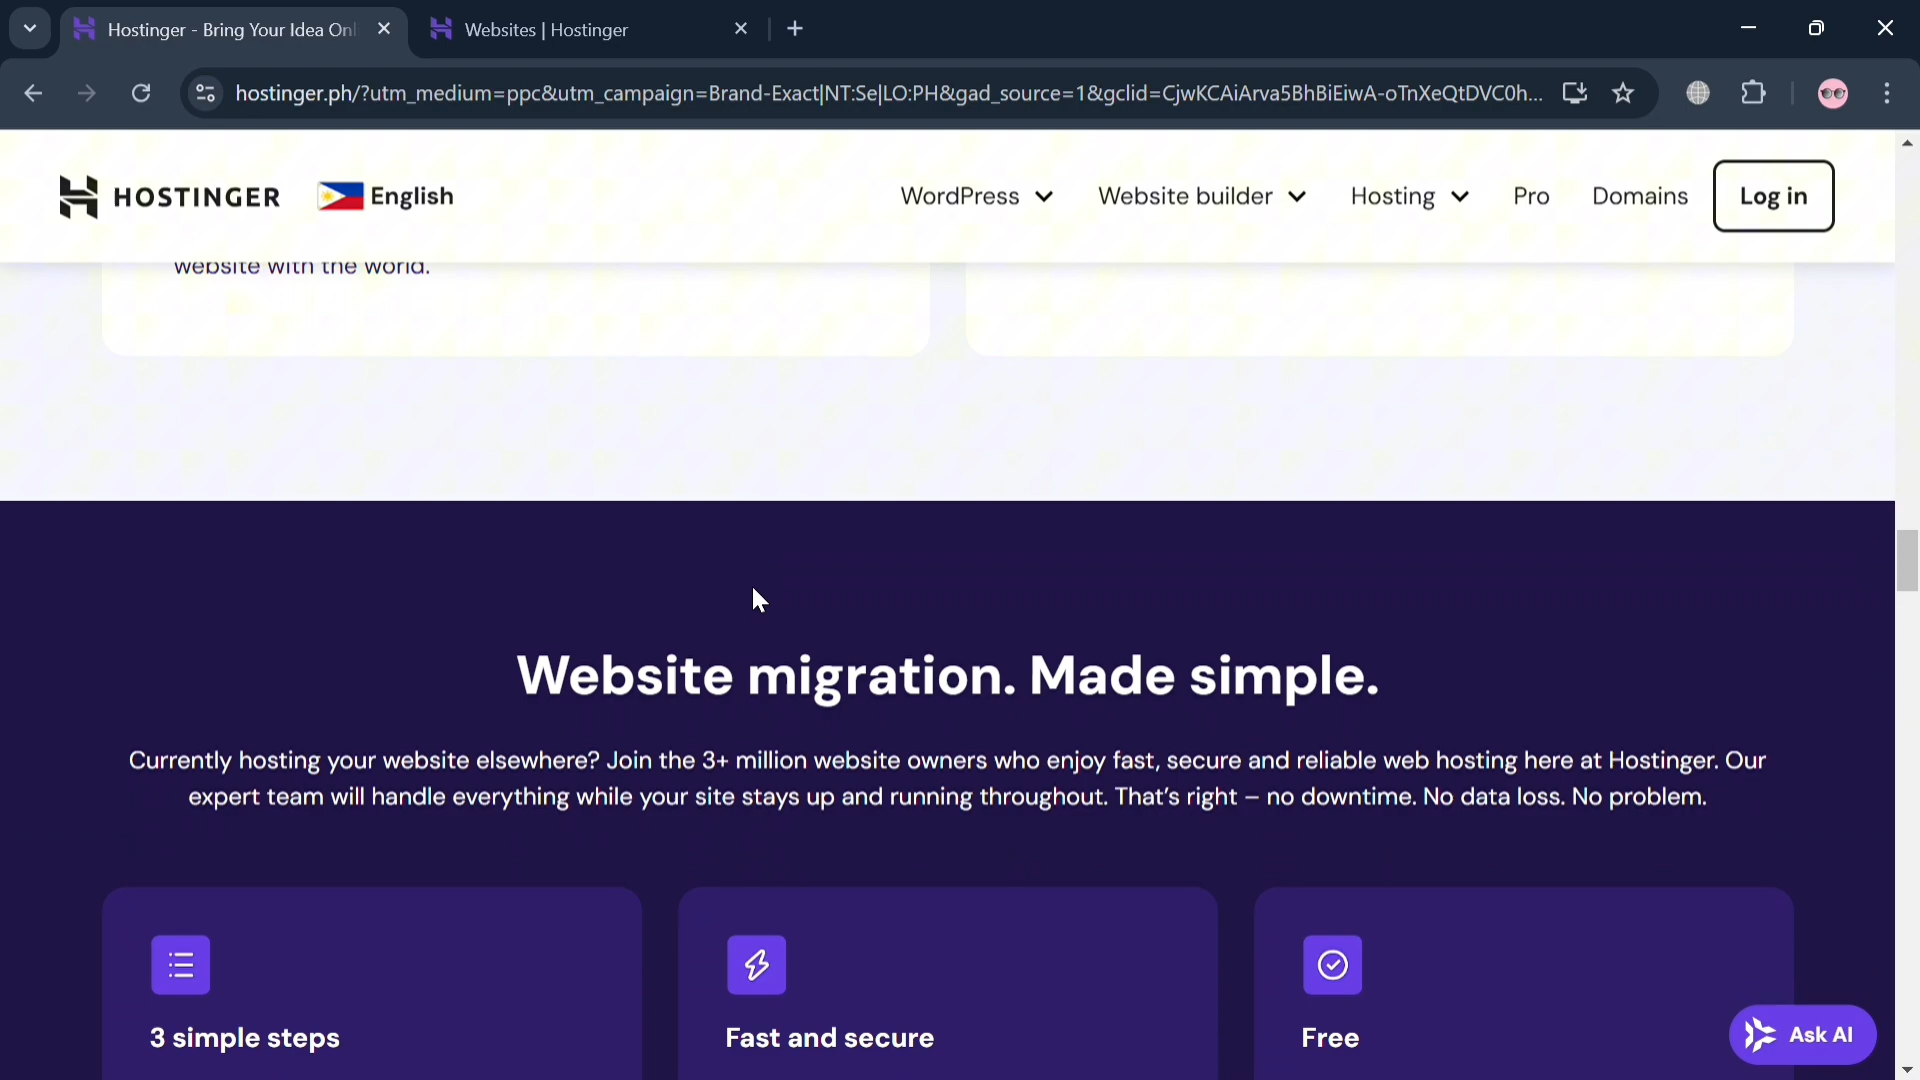 Hostinger - Bring Your Idea Onl
Websites | Hostinger
hostinger.ph/?utm_medium=ppc&utm_campaign=Brand-Exact|NT:Se|LO:PH&gad_source=1&gclid=CjwKCAiArva5BhBiEiwA-oTnXeQtDVC0h...
HOSTINGER
English
WordPress
Website builder
Hosting
Pro
Domains
Log in
website with the world.
Website migration. Made simple.
Currently hosting your website elsewhere? Join the 3+ million website owners who enjoy fast, secure and reliable web hosting here at Hostinger. Our
expert team will handle everything while your site stays up and running throughout. That's right – no downtime. No data loss. No problem.
3 simple steps
Fast and secure
Free
Ask AI